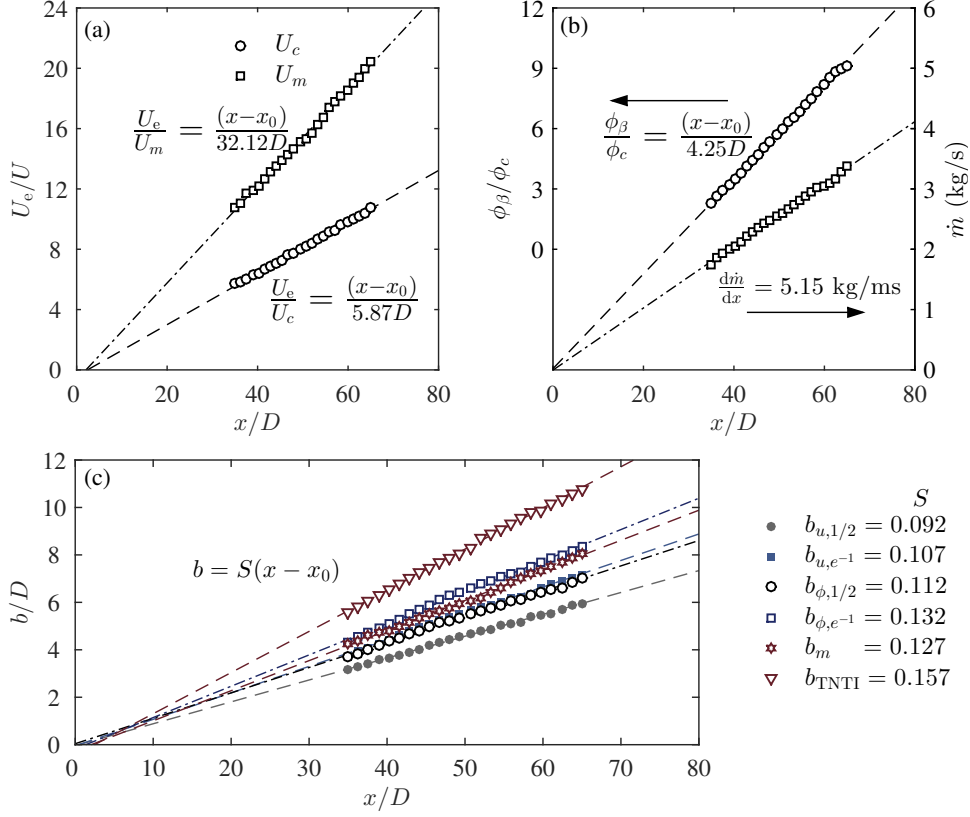 (a)
U_c
U_m
U_e/U_m = (x−x_0)/32.12D
U_e/U_c = (x−x_0)/5.87D
U_e/U
24
20
16
12
8
4
0
0 20 40 60 80
x/D
(b)
ϕ_β/ϕ_c = (x−x_0)/4.25D
dṁ/dx = 5.15 kg/ms
ϕ_β/ϕ_c
12
9
6
3
0
0 20 40 60 80
x/D
6
5
4
3
2
1
0
ṁ (kg/s)
(c)
b = S(x − x_0)
b/D
12
10
8
6
4
2
0
0 10 20 30 40 50 60 70 80
x/D
S
b_{u,1/2} = 0.092
b_{u,e^{-1}} = 0.107
b_{ϕ,1/2} = 0.112
b_{ϕ,e^{-1}} = 0.132
b_m = 0.127
b_{TNTI} = 0.157